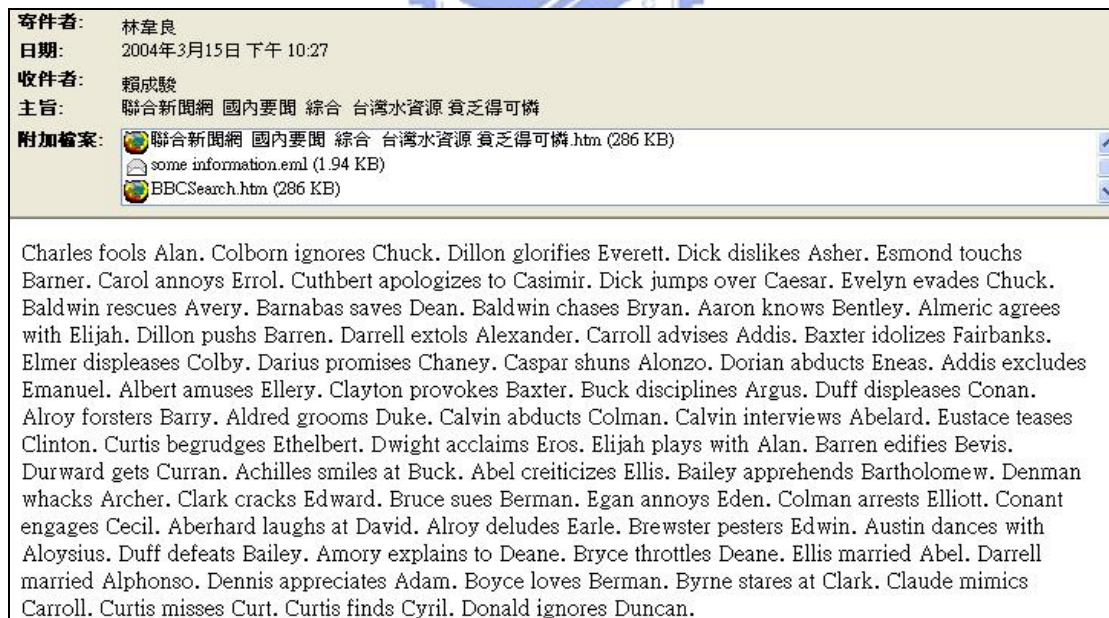 寄件者: 林韋良
日期: 2004年3月15日 下午 10:27
收件者: 賴成駿
主旨: 聯合新聞網 國內要聞 綜合 台灣水資源 貧乏得可憐
附加檔案: 聯合新聞網 國內要聞 綜合 台灣水資源 貧乏得可憐.htm (286 KB)
some information.eml (1.94 KB)
BBCSearch.htm (286 KB)
Charles fools Alan. Colborn ignores Chuck. Dillon glorifies Everett. Dick dislikes Asher. Esmond touchs
Barner. Carol annoys Errol. Cuthbert apologizes to Casimir. Dick jumps over Caesar. Evelyn evades Chuck.
Baldwin rescues Avery. Barnabas saves Dean. Baldwin chases Bryan. Aaron knows Bentley. Almeric agrees
with Elijah. Dillon pushs Barren. Darrell extols Alexander. Carroll advises Addis. Baxter idolizes Fairbanks.
Elmer displeases Colby. Darius promises Chaney. Caspar shuns Alonzo. Dorian abducts Eneas. Addis excludes
Emanuel. Albert amuses Ellery. Clayton provokes Baxter. Buck disciplines Argus. Duff displeases Conan.
Alroy forsters Barry. Aldred grooms Duke. Calvin abducts Colman. Calvin interviews Abelard. Eustace teases
Clinton. Curtis begrudges Ethelbert. Dwight acclaims Eros. Elijah plays with Alan. Barren edifies Bevis.
Durward gets Curran. Achilles smiles at Buck. Abel creiticizes Ellis. Bailey apprehends Bartholomew. Denman
whacks Archer. Clark cracks Edward. Bruce sues Berman. Egan annoys Eden. Colman arrests Elliott. Conant
engages Cecil. Aberhard laughs at David. Alroy deludes Earle. Brewster pesters Edwin. Austin dances with
Aloysius. Duff defeats Bailey. Amory explains to Deane. Bryce throttles Deane. Ellis married Abel. Darrell
married Alphonso. Dennis appreciates Adam. Boyce loves Berman. Byrne stares at Clark. Claude mimics
Carroll. Curtis misses Curt. Curtis finds Cyril. Donald ignores Duncan.